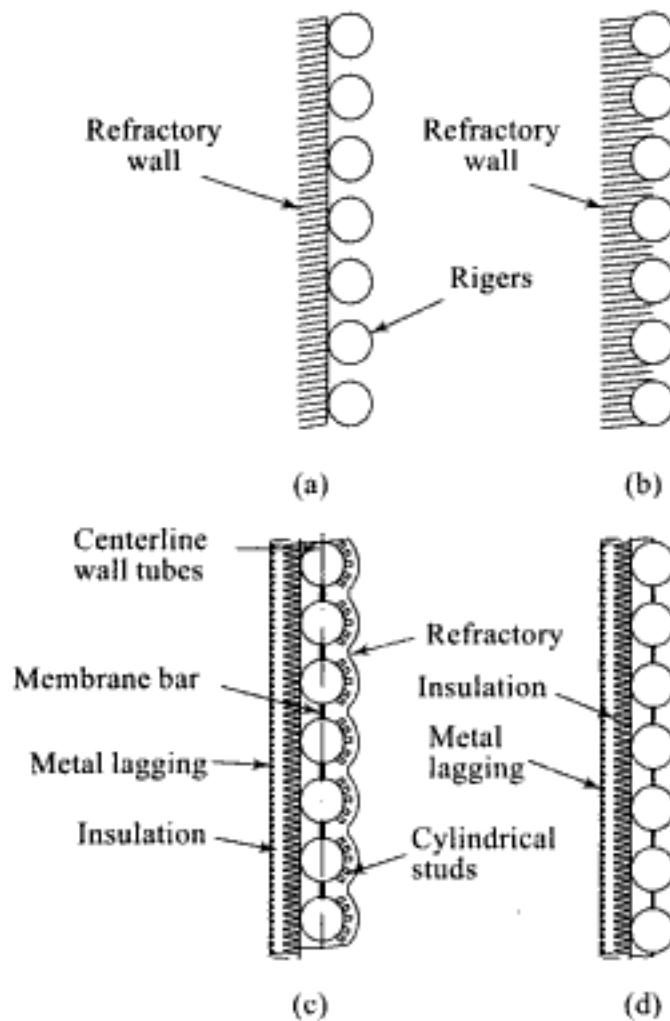 Refractory
wall
Refractory
wall
Rigers
(a)
(b)
Centerline
wall tubes
Refractory
Membrane bar
Insulation
Metal
lagging
Metal lagging
Insulation
Cylindrical
studs
(c)
(d)